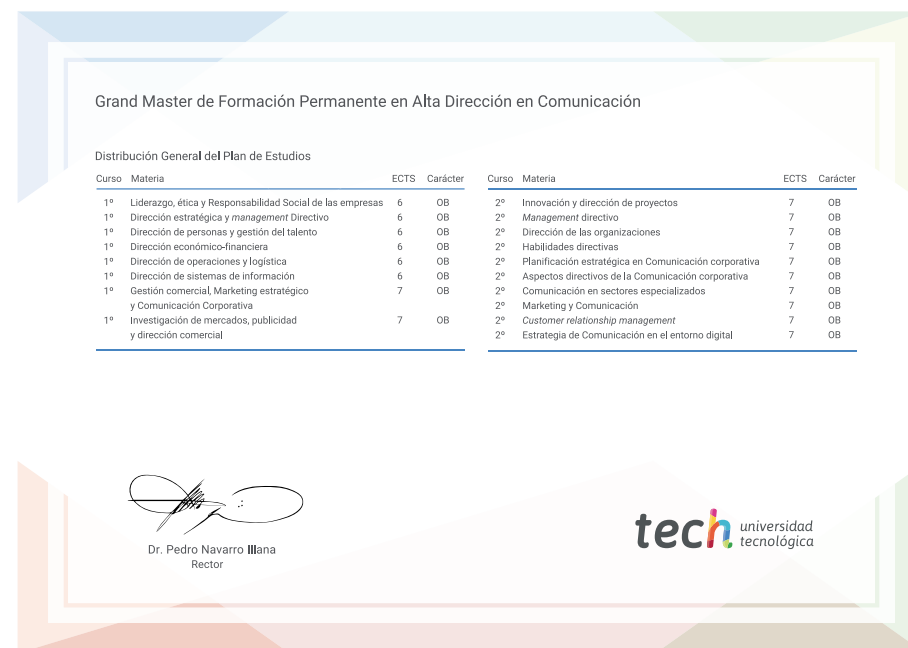 Grand Master de Formación Permanente en Alta Dirección en Comunicación
Distribución General del Plan de Estudios
Curso Materia ECTS Carácter
1º Liderazgo, ética y Responsabilidad Social de las empresas 6 OB
1º Dirección estratégica y management Directivo 6 OB
1º Dirección de personas y gestión del talento 6 OB
1º Dirección económico-financiera 6 OB
1º Dirección de operaciones y logística 6 OB
1º Dirección de sistemas de información 6 OB
1º Gestión comercial, Marketing estratégico 7 OB
y Comunicación Corporativa
1º Investigación de mercados, publicidad 7 OB
y dirección comercial
Curso Materia ECTS Carácter
2º Innovación y dirección de proyectos 7 OB
2º Management directivo 7 OB
2º Dirección de las organizaciones 7 OB
2º Habilidades directivas 7 OB
2º Planificación estratégica en Comunicación corporativa 7 OB
2º Aspectos directivos de la Comunicación corporativa 7 OB
2º Comunicación en sectores especializados 7 OB
2º Marketing y Comunicación 7 OB
2º Customer relationship management 7 OB
2º Estrategia de Comunicación en el entorno digital 7 OB
Dr. Pedro Navarro Illana
Rector
tech universidad
tecnológica